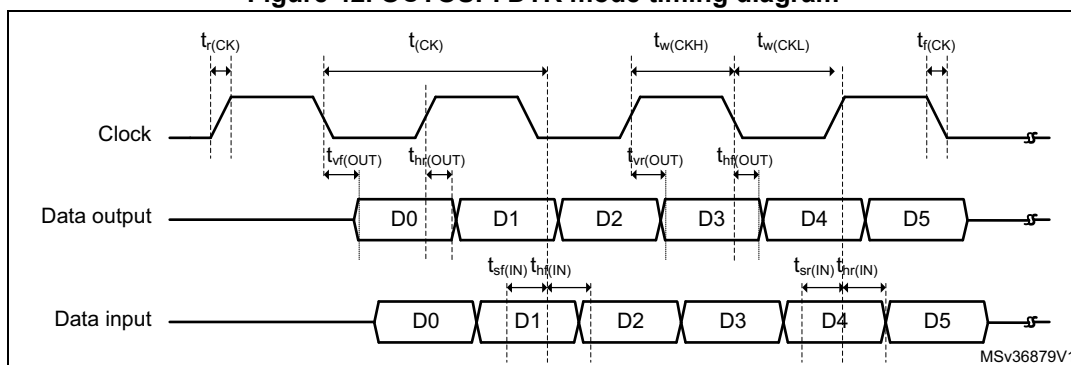 Figure 42. OCTOSPI DTR mode timing diagram
tr(CK) t(CK) tw(CKH) tw(CKL) tf(CK)
Clock
tvf(OUT) thr(OUT) tvr(OUT) thf(OUT)
Data output D0 D1 D2 D3 D4 D5
tsf(IN) thf(IN) tsr(IN) thr(IN)
Data input D0 D1 D2 D3 D4 D5
MSv36879V1